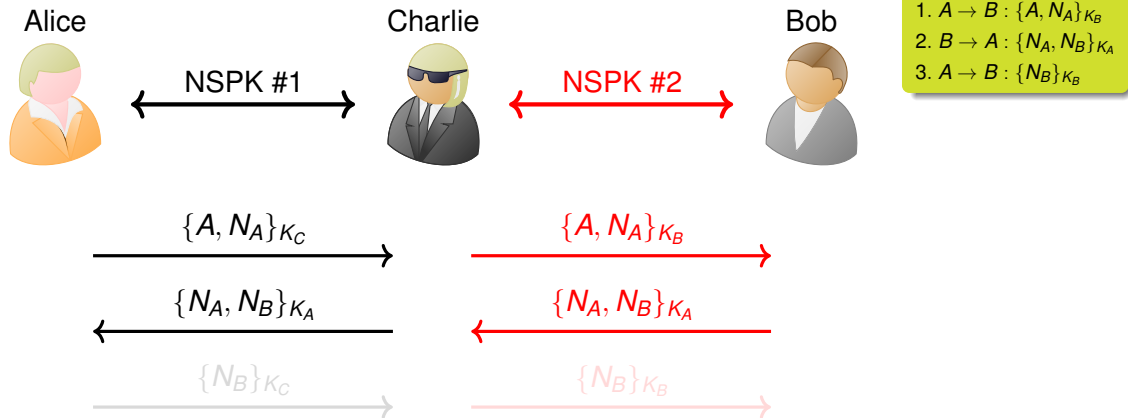 Alice
Charlie
Bob
1. A → B : {A, N_A}_{K_B}
2. B → A : {N_A, N_B}_{K_A}
3. A → B : {N_B}_{K_B}
NSPK #1
NSPK #2
{A, N_A}_{K_C}
{A, N_A}_{K_B}
{N_A, N_B}_{K_A}
{N_A, N_B}_{K_A}
{N_B}_{K_C}
{N_B}_{K_B}